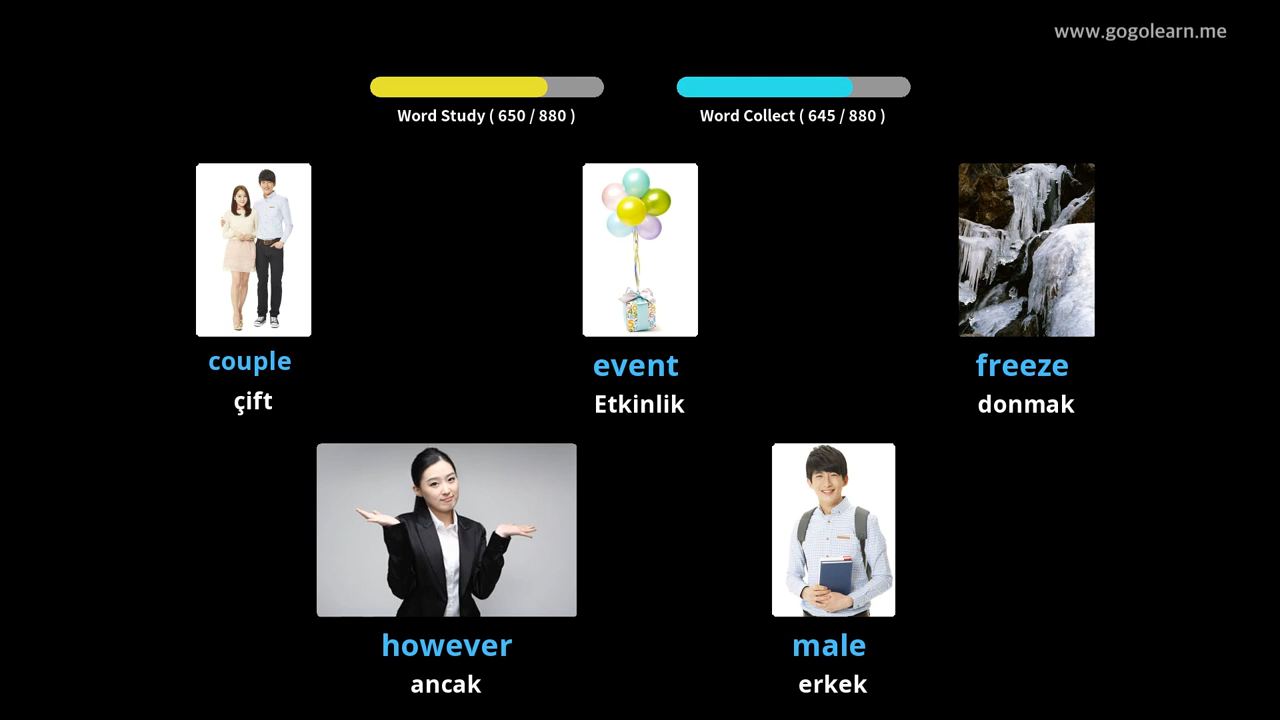 www.gogolearn.me
Word Study ( 650 / 880 )
Word Collect ( 645 / 880 )
couple
çift
event
Etkinlik
freeze
donmak
however
ancak
male
erkek